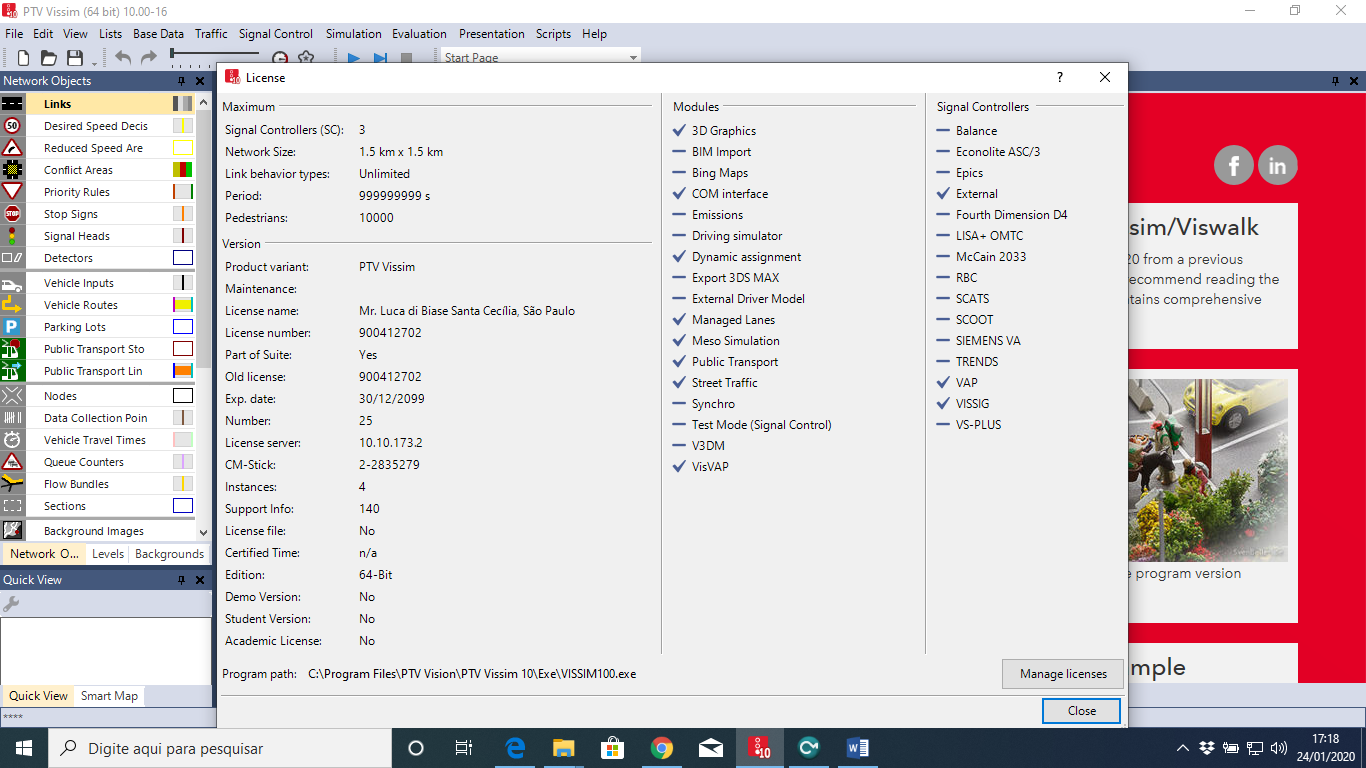 PTV Vissim (64 bit) 10.00-16
File Edit View Lists Base Data Traffic Signal Control Simulation Evaluation Presentation Scripts Help
Start Page
Network Objects
Links
Desired Speed Decis
Reduced Speed Are
Conflict Areas
Priority Rules
Stop Signs
Signal Heads
Detectors
Vehicle Inputs
Vehicle Routes
Parking Lots
Public Transport Sto
Public Transport Lin
Nodes
Data Collection Poin
Vehicle Travel Times
Queue Counters
Flow Bundles
Sections
Background Images
Network O... Levels Backgrounds
Quick View
Quick View Smart Map
****
License
?
Maximum
Signal Controllers (SC): 3
Network Size: 1.5 km x 1.5 km
Link behavior types: Unlimited
Period: 999999999 s
Pedestrians: 10000
Version
Product variant: PTV Vissim
Maintenance:
License name: Mr. Luca di Biase Santa Cecília, São Paulo
License number: 900412702
Part of Suite: Yes
Old license: 900412702
Exp. date: 30/12/2099
Number: 25
License server: 10.10.173.2
CM-Stick: 2-2835279
Instances: 4
Support Info: 140
License file: No
Certified Time: n/a
Edition: 64-Bit
Demo Version: No
Student Version: No
Academic License: No
Modules
3D Graphics
BIM Import
Bing Maps
COM interface
Emissions
Driving simulator
Dynamic assignment
Export 3DS MAX
External Driver Model
Managed Lanes
Meso Simulation
Public Transport
Street Traffic
Synchro
Test Mode (Signal Control)
V3DM
VisVAP
Signal Controllers
Balance
Econolite ASC/3
Epics
External
Fourth Dimension D4
LISA+ OMTC
McCain 2033
RBC
SCATS
SCOOT
SIEMENS VA
TRENDS
VAP
VISSIG
VS-PLUS
Program path: C:\Program Files\PTV Vision\PTV Vissim 10\Exe\VISSIM100.exe
Manage licenses
Close
f in
sim/Viswalk
20 from a previous
ecommend reading the
tains comprehensive
e program version
mple
50
STOP
P
10
Digite aqui para pesquisar
17:18
24/01/2020